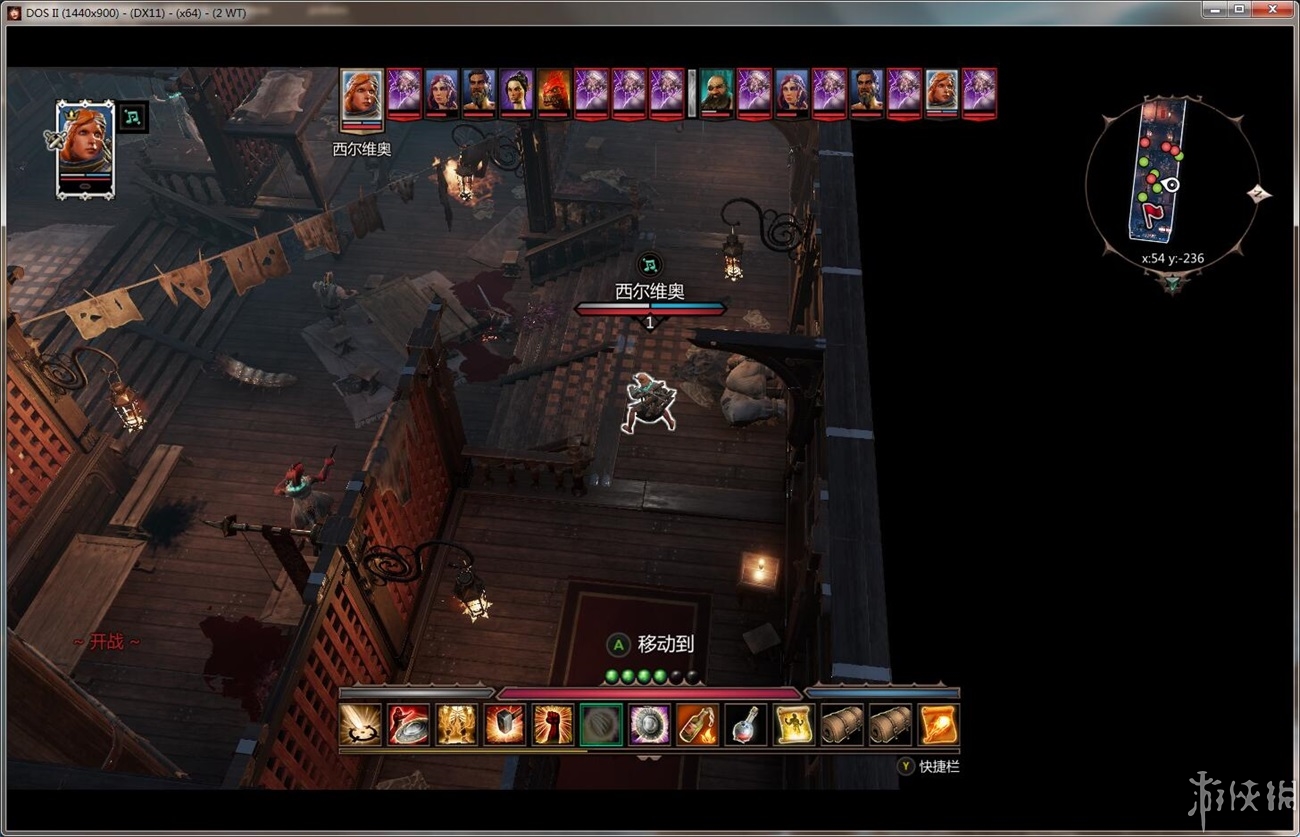 DOS II (1440x900) - (DX11) - (x64) - (2 WT)
西尔维奥
x:54 y:-236
西尔维奥
1
~ 开战 ~
A 移动到
Y 快捷栏
游侠网